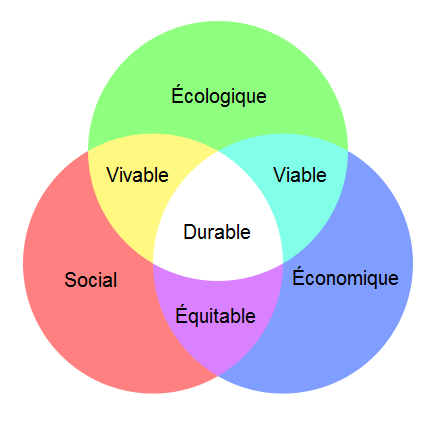 Écologique
Vivable
Viable
Durable
Social
Économique
Équitable